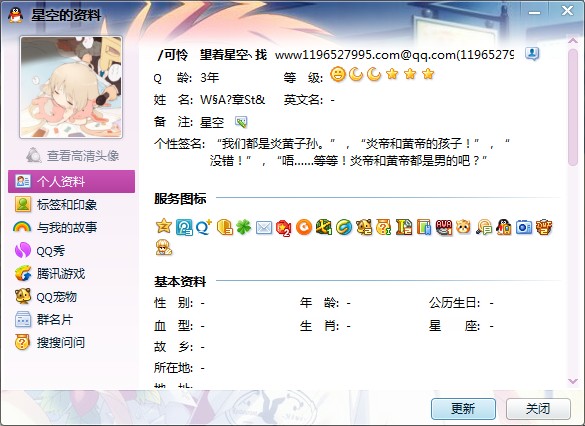 星空的资料
/可怜 望着星空、找 www1196527995.com@qq.com(11965279
Q 龄: 3年 等 级:
姓 名: W§A?章St& 英文名: -
备 注: 星空
个性签名: “我们都是炎黄子孙。”，“炎帝和黄帝的孩子！”，“
没错！”，“唔……等等！炎帝和黄帝都是男的吧？”
查看高清头像
个人资料
标签和印象
与我的故事
QQ秀
腾讯游戏
QQ宠物
群名片
搜搜问问
服务图标
基本资料
性 别: - 年 龄: - 公历生日: -
血 型: - 生 肖: - 星 座: -
故 乡: -
所在地: -
更新
关闭